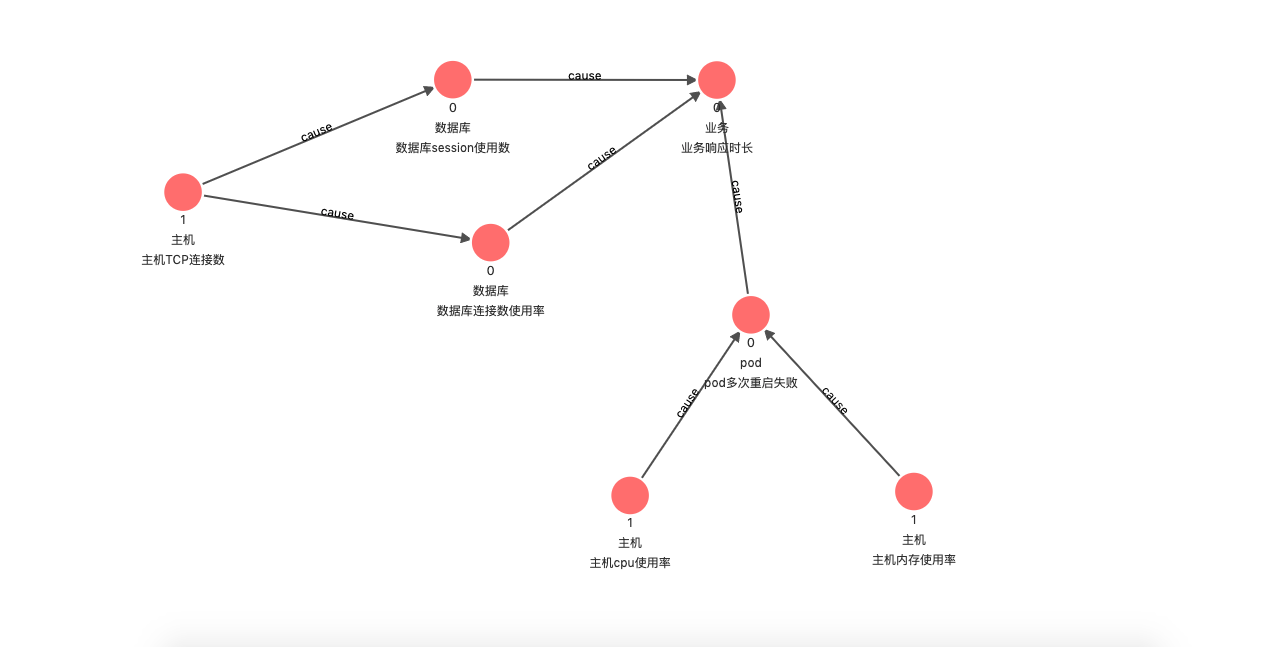 cause
0
数据库
数据库session使用数
0
业务
业务响应时长
cause
cause
cause
1
主机
主机TCP连接数
cause
0
数据库
数据库连接数使用率
0
pod
pod多次重启失败
cause
cause
1
主机
主机cpu使用率
1
主机
主机内存使用率